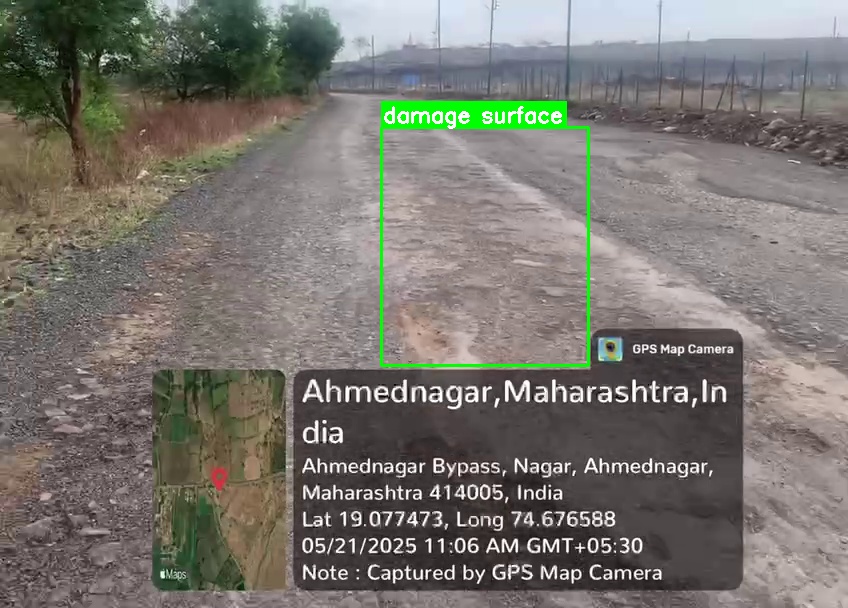 damage surface
GPS Map Camera
Ahmednagar,Maharashtra,In
dia
Ahmednagar Bypass, Nagar, Ahmednagar,
Maharashtra 414005, India
Lat 19.077473, Long 74.676588
05/21/2025 11:06 AM GMT+05:30
Note : Captured by GPS Map Camera
Maps